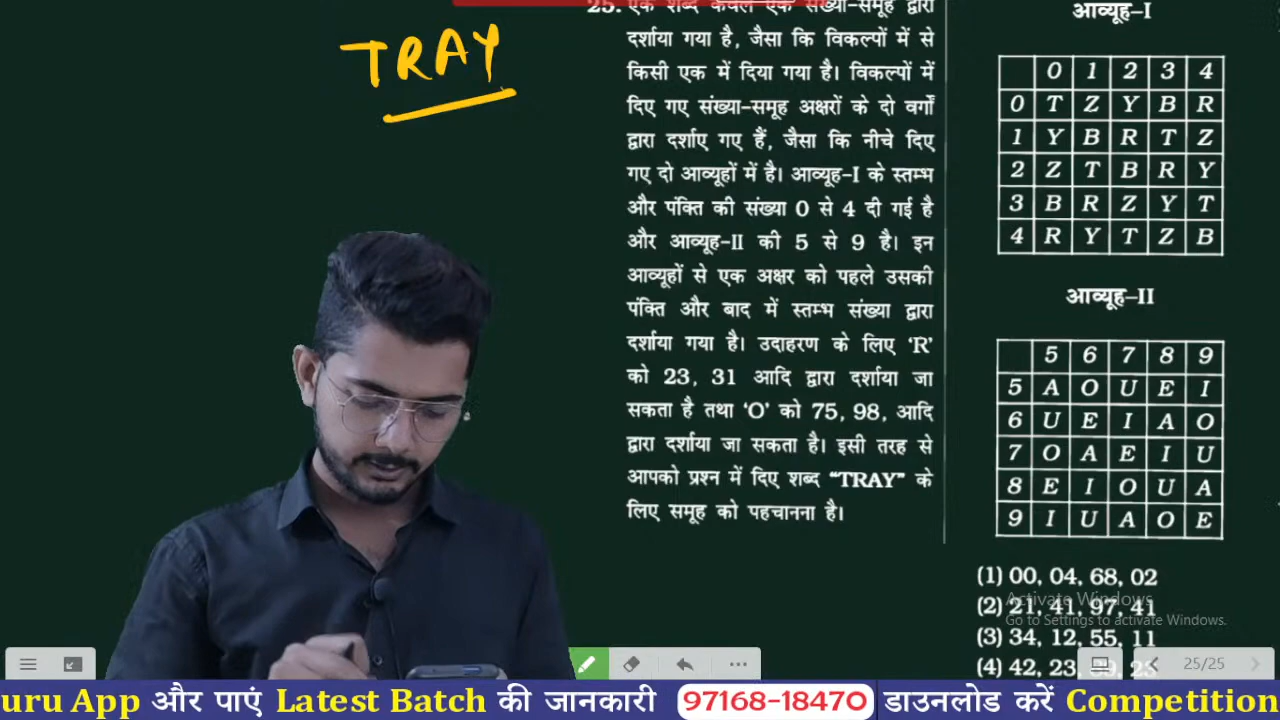 TRAY
25. एक शब्द केवल एक संख्या-समूह द्वारा
दर्शाया गया है, जैसा कि विकल्पों में से
किसी एक में दिया गया है। विकल्पों में
दिए गए संख्या-समूह अक्षरों के दो वर्गों
द्वारा दर्शाए गए हैं, जैसा कि नीचे दिए
गए दो आव्यूहों में है। आव्यूह-I के स्तम्भ
और पंक्ति की संख्या 0 से 4 दी गई है
और आव्यूह-II की 5 से 9 है। इन
आव्यूहों से एक अक्षर को पहले उसकी
पंक्ति और बाद में स्तम्भ संख्या द्वारा
दर्शाया गया है। उदाहरण के लिए ‘R’
को 23, 31 आदि द्वारा दर्शाया जा
सकता है तथा ‘O’ को 75, 98, आदि
द्वारा दर्शाया जा सकता है। इसी तरह से
आपको प्रश्न में दिए शब्द “TRAY” के
लिए समूह को पहचानना है।
आव्यूह-I
0 1 2 3 4
0 T Z Y B R
1 Y B R T Z
2 Z T B R Y
3 B R Z Y T
4 R Y T Z B
आव्यूह-II
5 6 7 8 9
5 A O U E I
6 U E I A O
7 O A E I U
8 E I O U A
9 I U A O E
(1) 00, 04, 68, 02
(2) 21, 41, 97, 41
(3) 34, 12, 55, 11
(4) 42, 23, 89, 23
Activate Windows
Go to Settings to activate Windows.
25/25
uru App और पाएं Latest Batch की जानकारी 97168-18470 डाउनलोड करें Competition